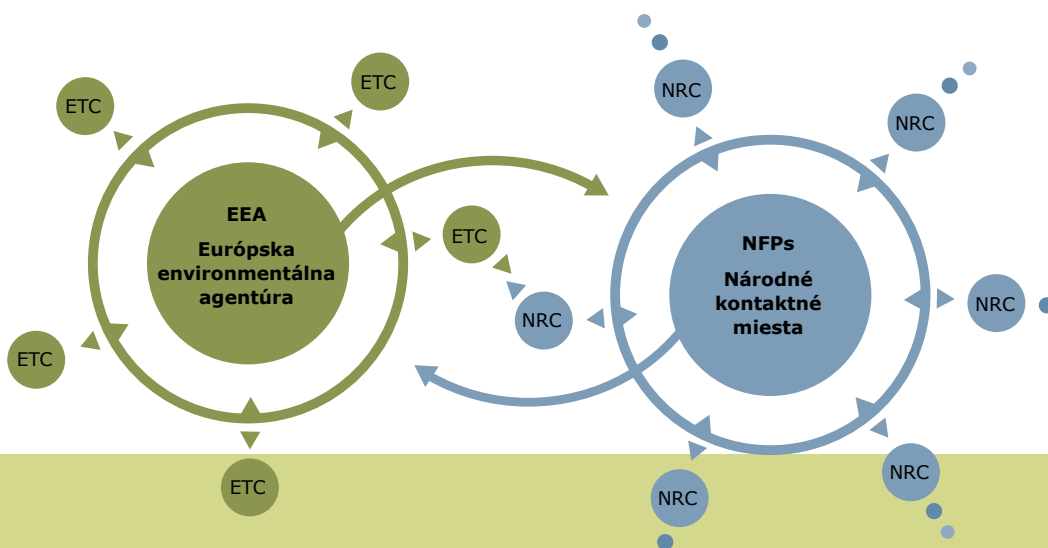 ETC
ETC
EEA
Európska
environmentálna
agentúra
ETC
ETC
ETC
NRC
NRC
NRC
NFPs
Národné
kontaktné
miesta
NRC
NRC
NRC